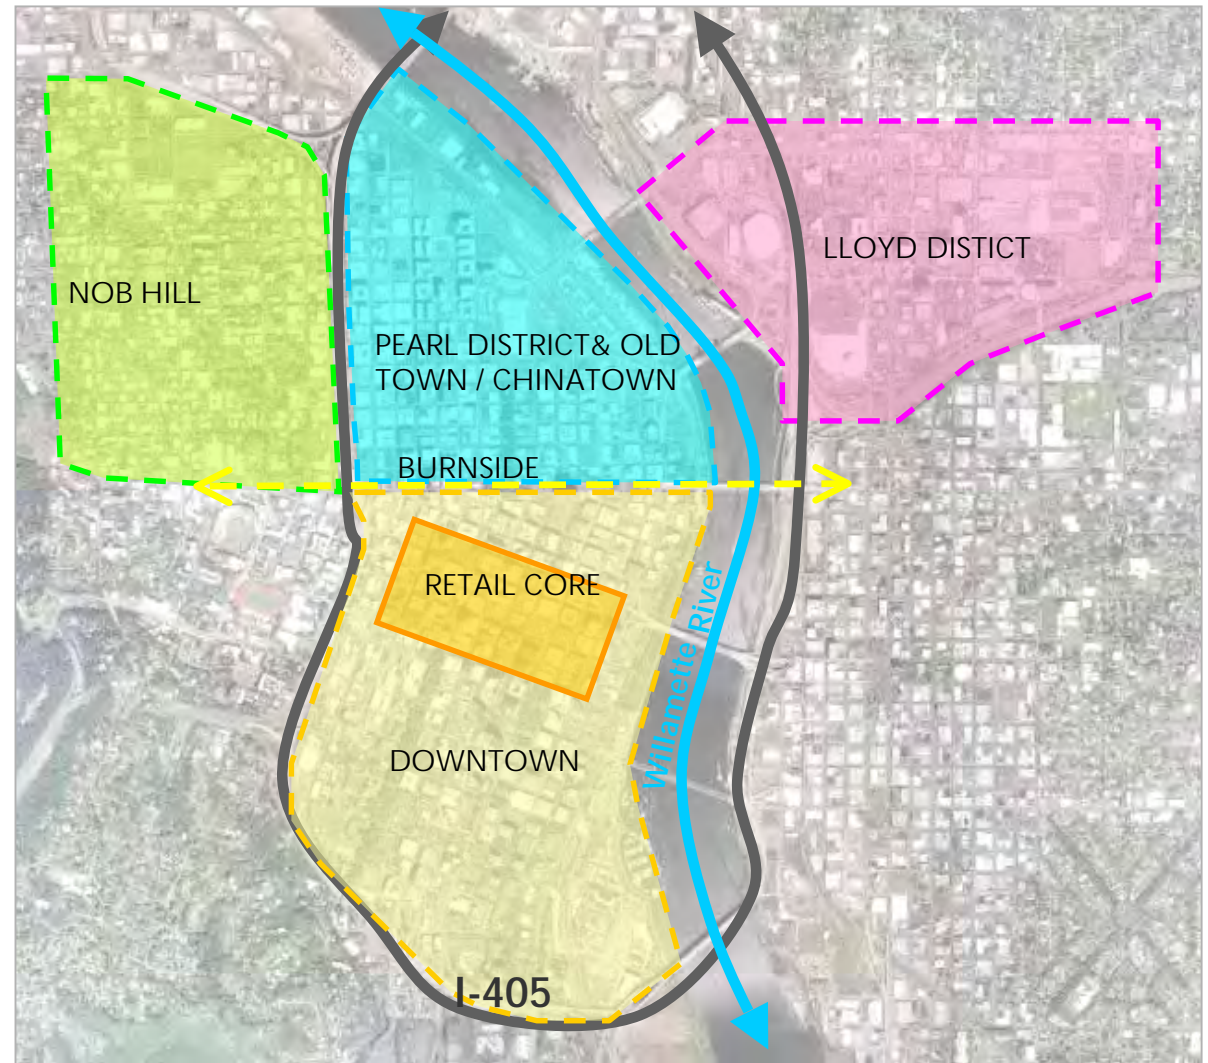 LLOYD DISTICT
NOB HILL
PEARL DISTRICT& OLD
TOWN / CHINATOWN
BURNSIDE
RETAIL CORE
Willamette River
DOWNTOWN
I-405